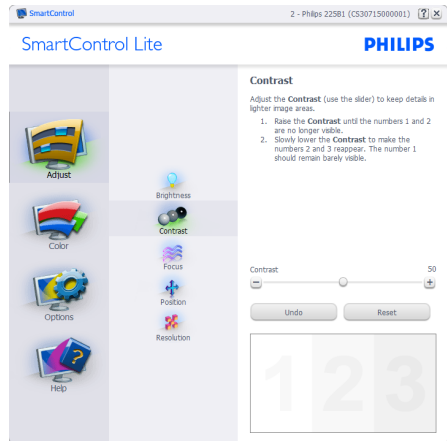 SmartControl
2 - Philips 225B1 (CS30715000001)
SmartControl Lite
PHILIPS
Adjust
Color
Options
Help
Brightness
Contrast
Focus
Position
Resolution
Contrast
Adjust the Contrast (use the slider) to keep details in
lighter image areas.
1. Raise the Contrast until the numbers 1 and 2
are no longer visible.
2. Slowly lower the Contrast to make the
numbers 2 and 3 reappear. The number 1
should remain barely visible.
Contrast 50
Undo Reset
1 2 3